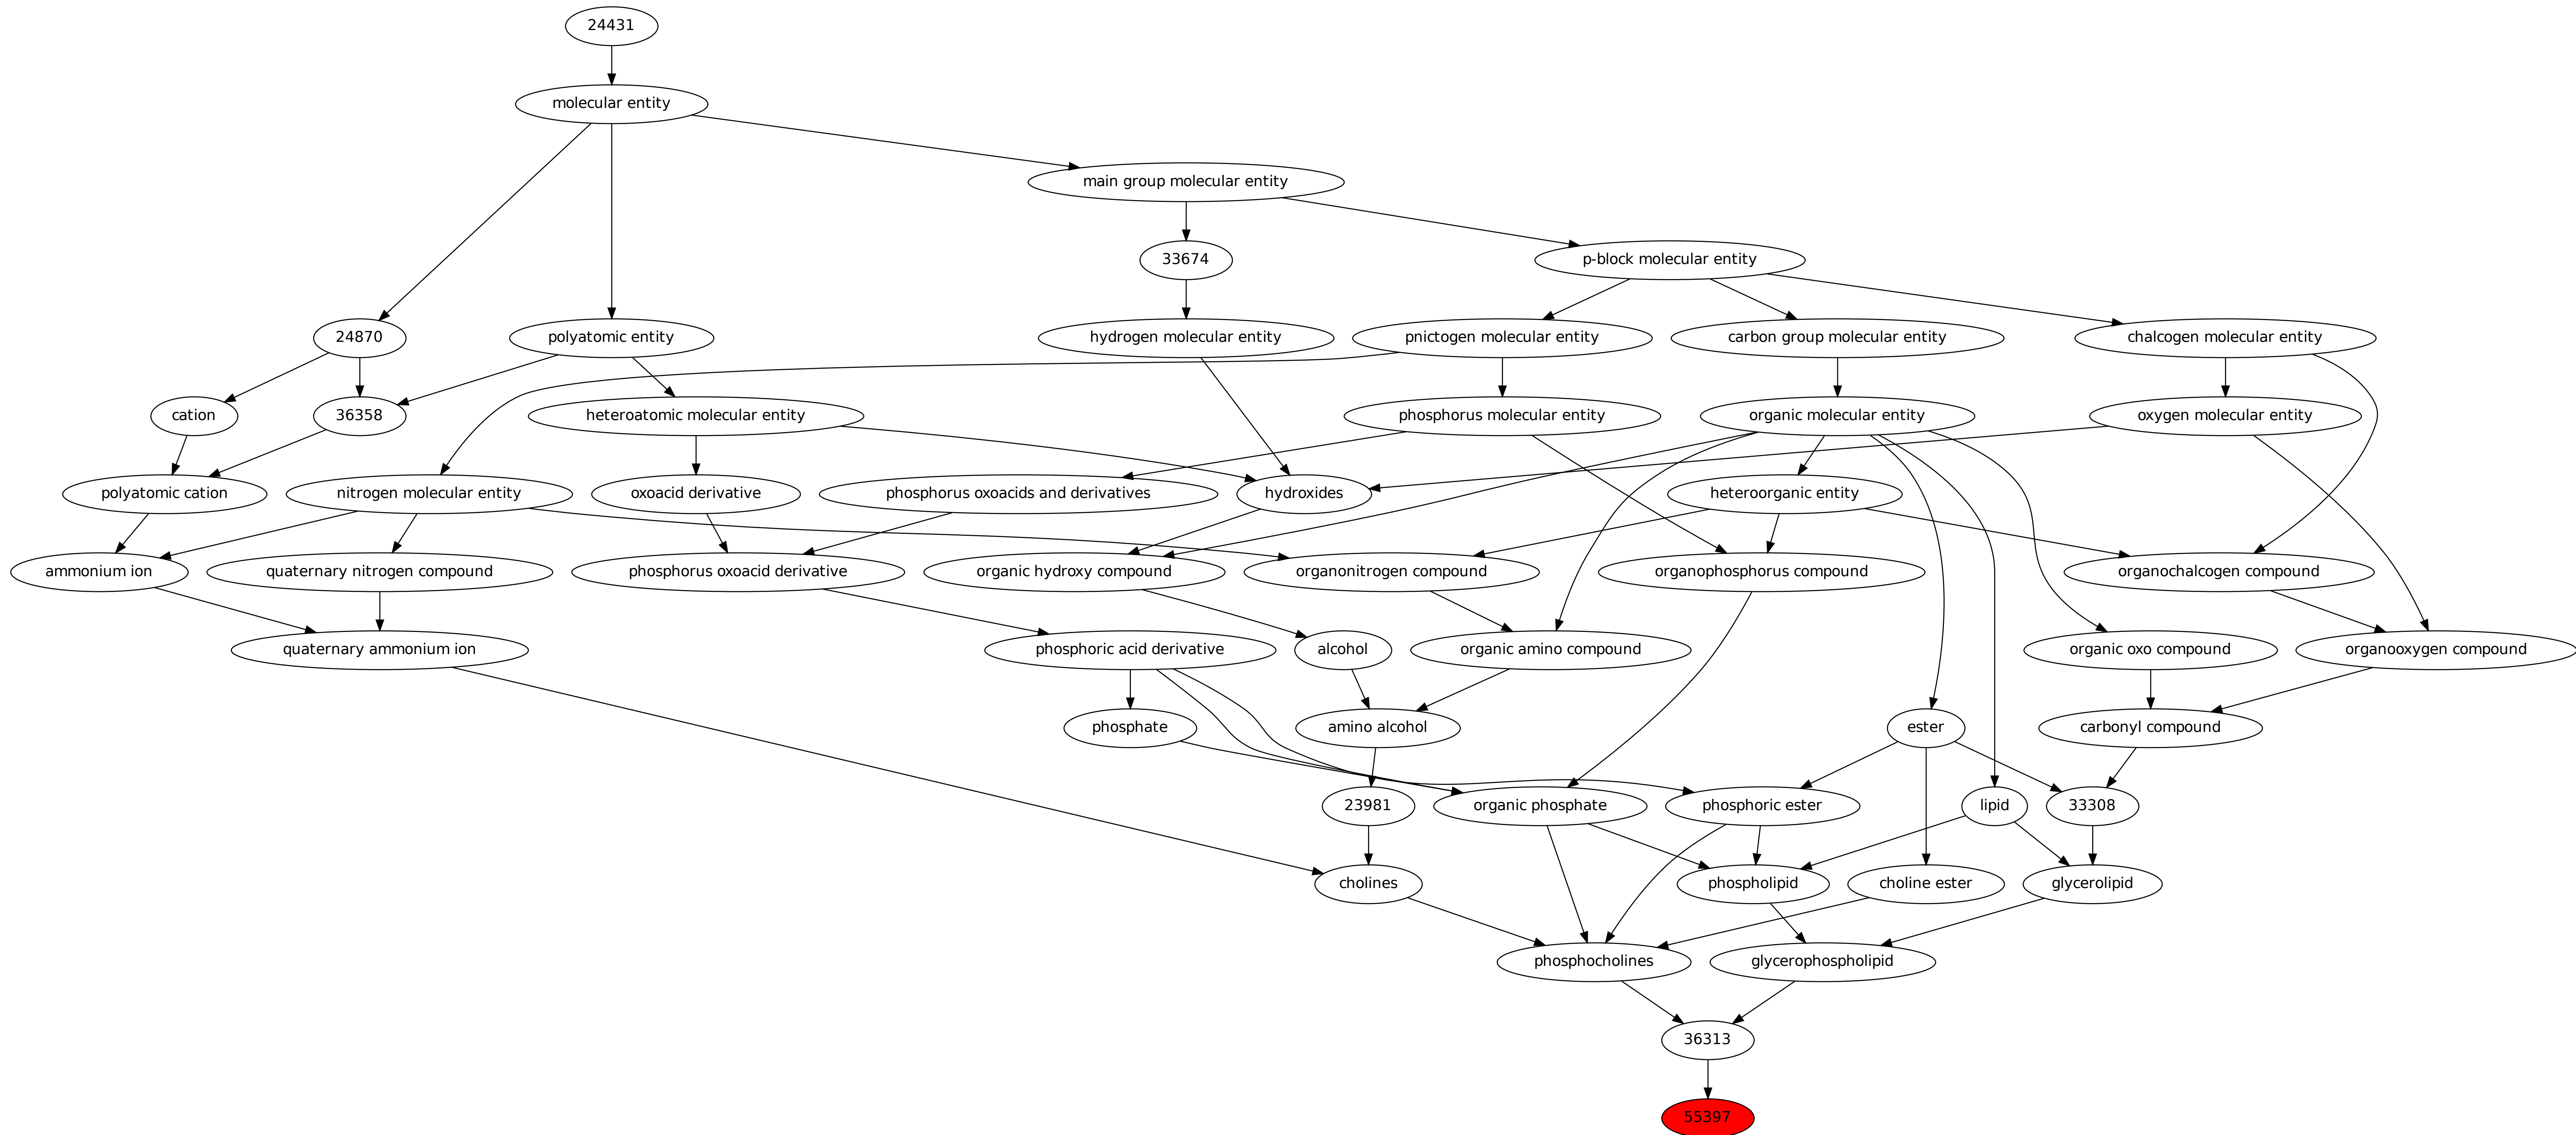 24431
molecular entity
main group molecular entity
33674
p-block molecular entity
24870
polyatomic entity
hydrogen molecular entity
pnictogen molecular entity
carbon group molecular entity
chalcogen molecular entity
cation
36358
heteroatomic molecular entity
phosphorus molecular entity
organic molecular entity
oxygen molecular entity
polyatomic cation
nitrogen molecular entity
oxoacid derivative
phosphorus oxoacids and derivatives
hydroxides
heteroorganic entity
ammonium ion
quaternary nitrogen compound
phosphorus oxoacid derivative
organic hydroxy compound
organonitrogen compound
organophosphorus compound
organochalcogen compound
quaternary ammonium ion
phosphoric acid derivative
alcohol
organic amino compound
organic oxo compound
organooxygen compound
phosphate
amino alcohol
ester
carbonyl compound
23981
organic phosphate
phosphoric ester
lipid
33308
cholines
phospholipid
choline ester
glycerolipid
phosphocholines
glycerophospholipid
36313
55397